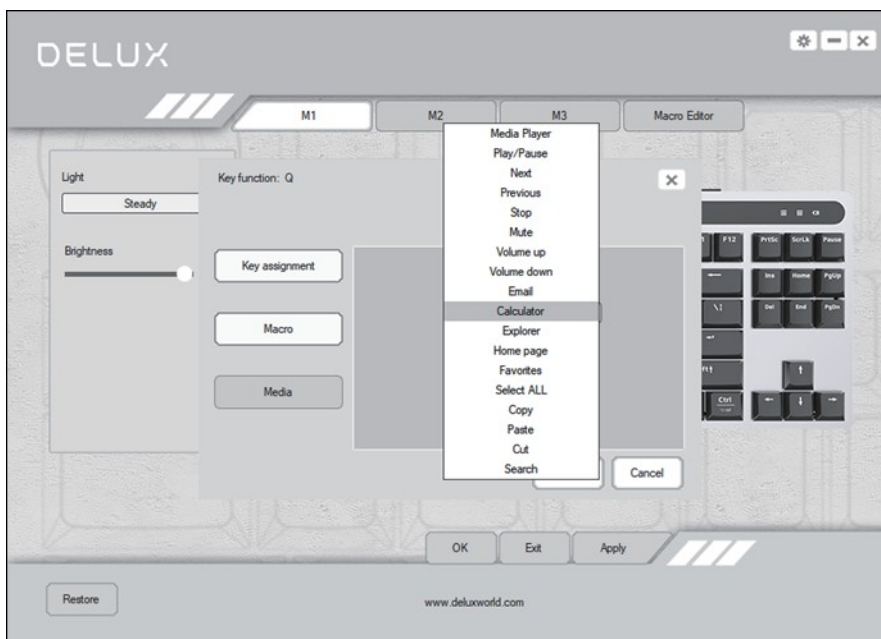 DELUX
M1
M2
M3
Macro Editor
Light
Steady
Brightness
Key function: Q
Key assignment
Macro
Media
Media Player
Play/Pause
Next
Previous
Stop
Mute
Volume up
Volume down
Email
Calculator
Explorer
Home page
Favorites
Select ALL
Copy
Paste
Cut
Search
Cancel
F12
PrtSc
ScrLk
Pause
Ins
Home
PgUp
Del
End
PgDn
Ctrl
OK
Exit
Apply
Restore
www.deluxworld.com